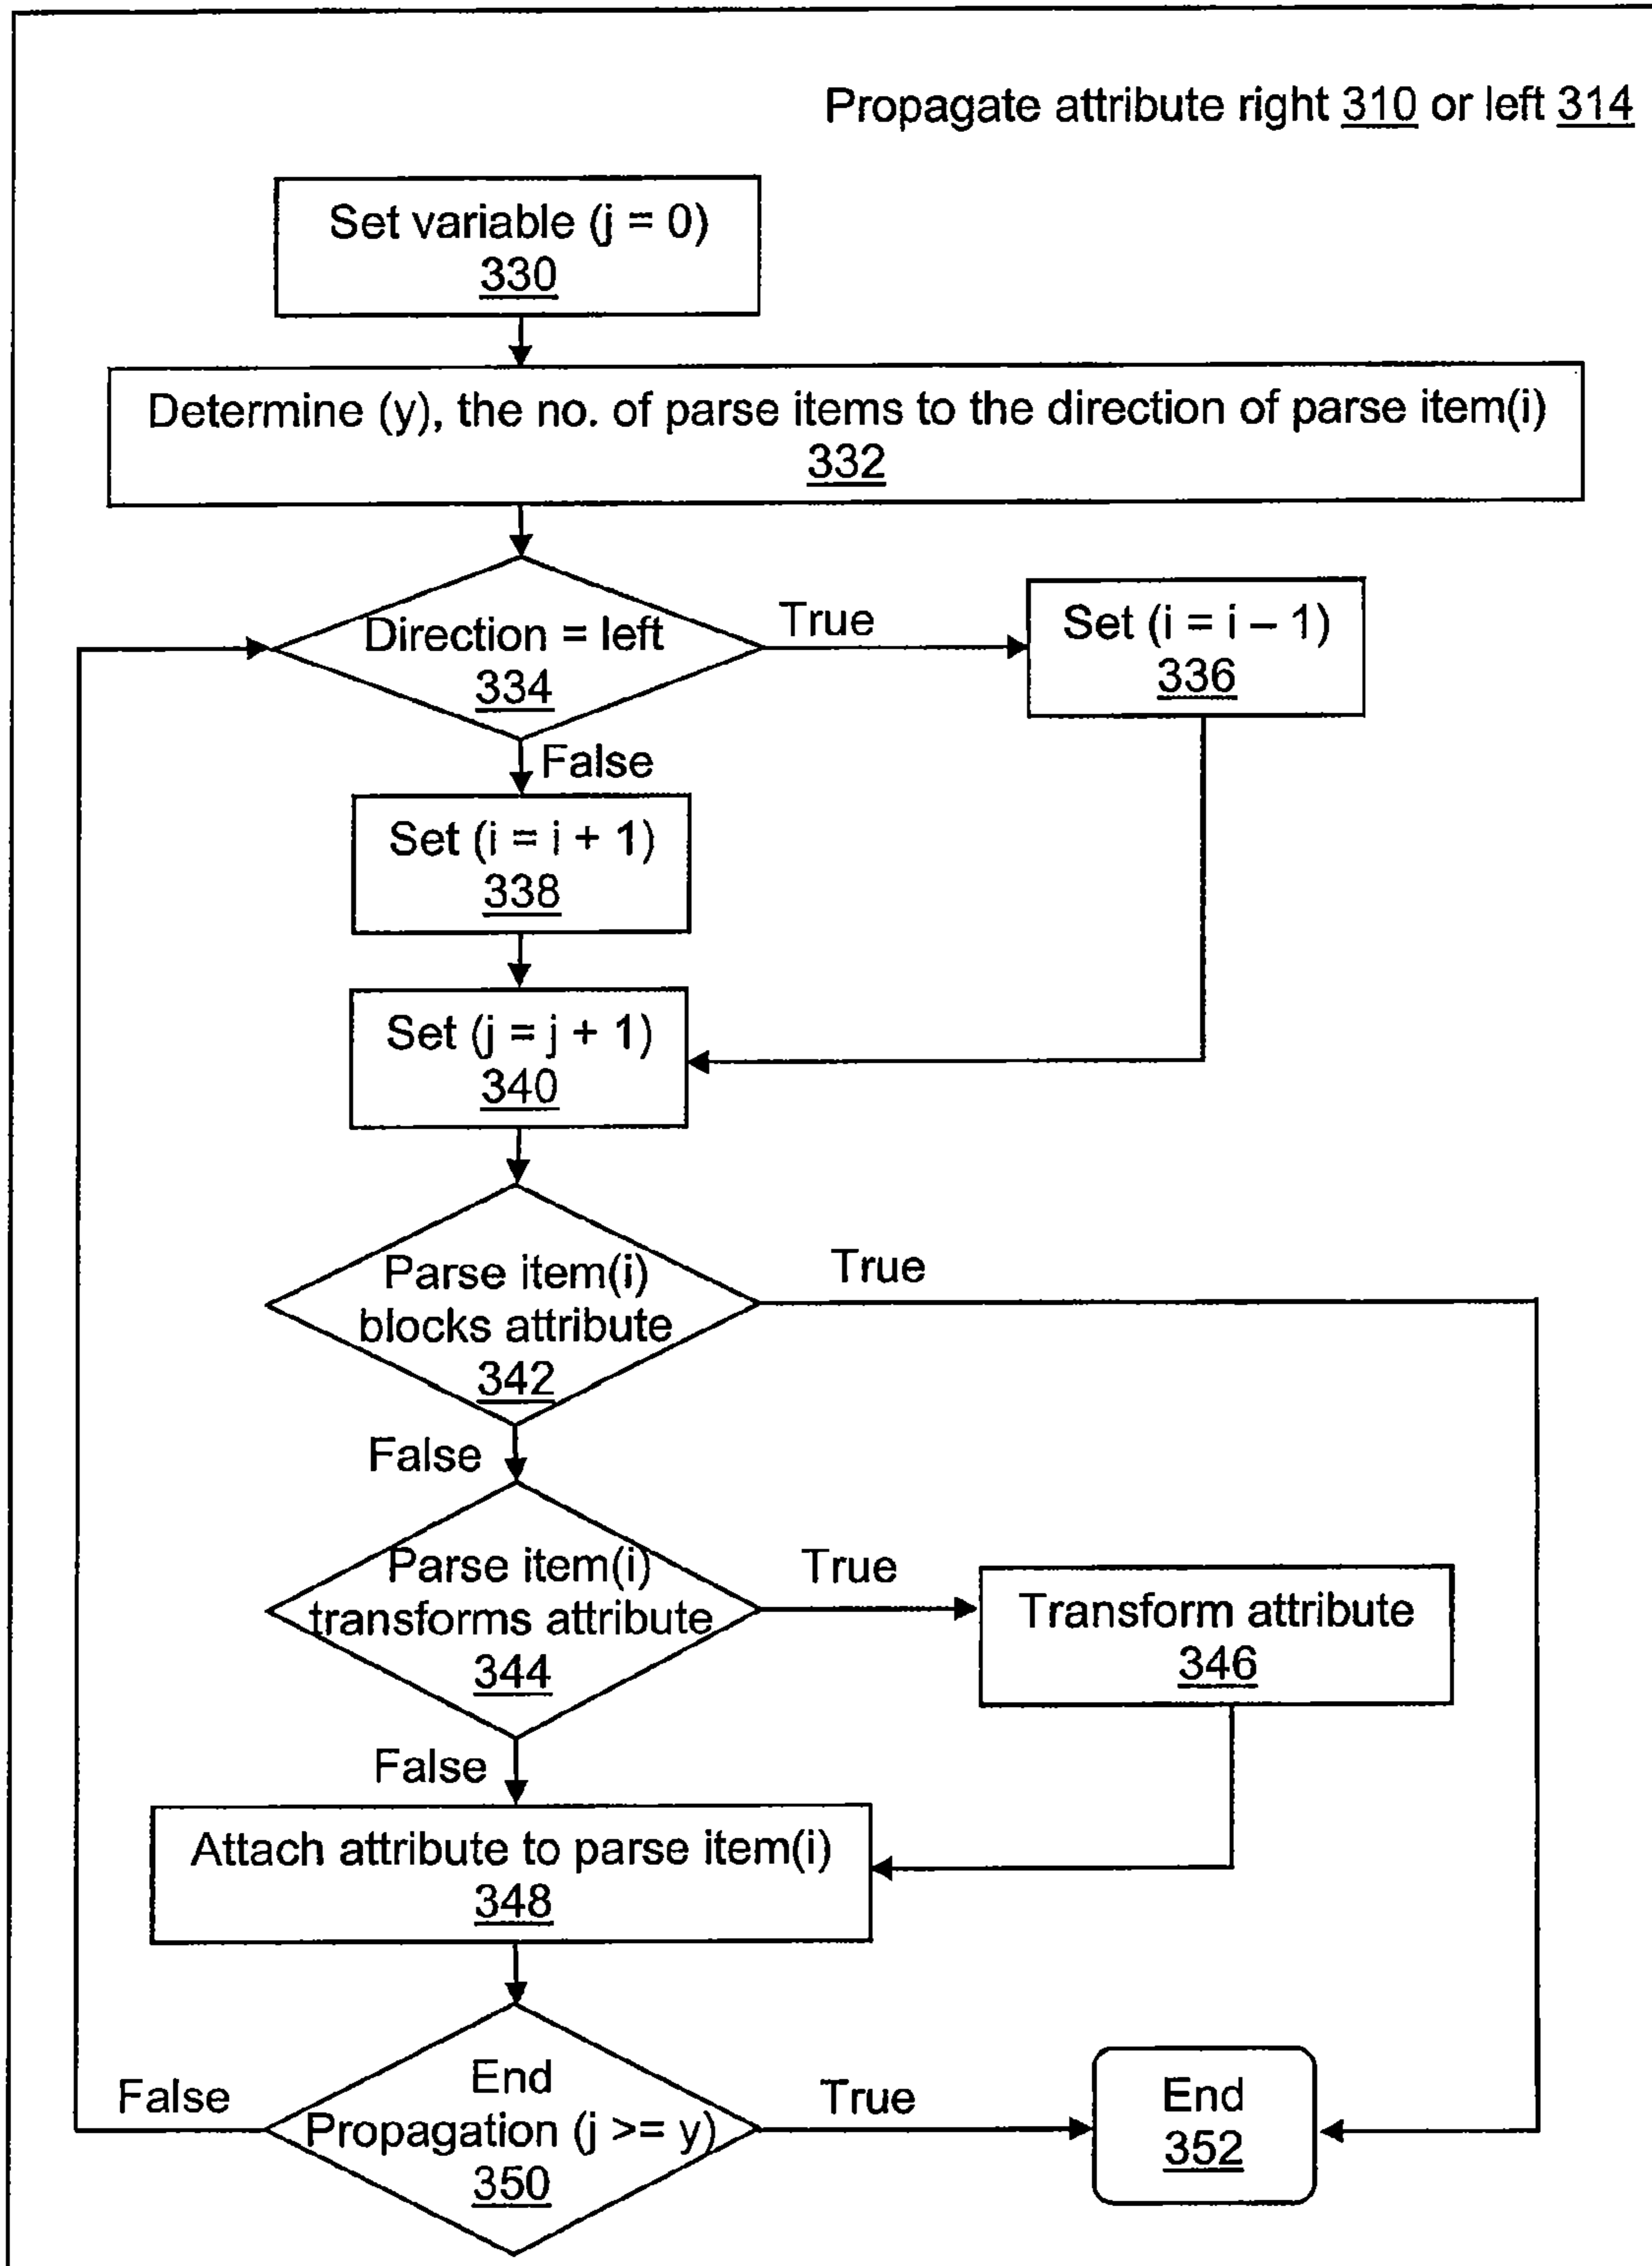 Propagate attribute right 310 or left 314
Set variable (j = 0)
330
Determine (y), the no. of parse items to the direction of parse item(i)
332
Direction = left
334
True
Set (i = i – 1)
336
False
Set (i = i + 1)
338
Set (j = j + 1)
340
Parse item(i)
blocks attribute
342
True
False
Parse item(i)
transforms attribute
344
True
Transform attribute
346
False
Attach attribute to parse item(i)
348
End
Propagation (j >= y)
350
False
True
End
352